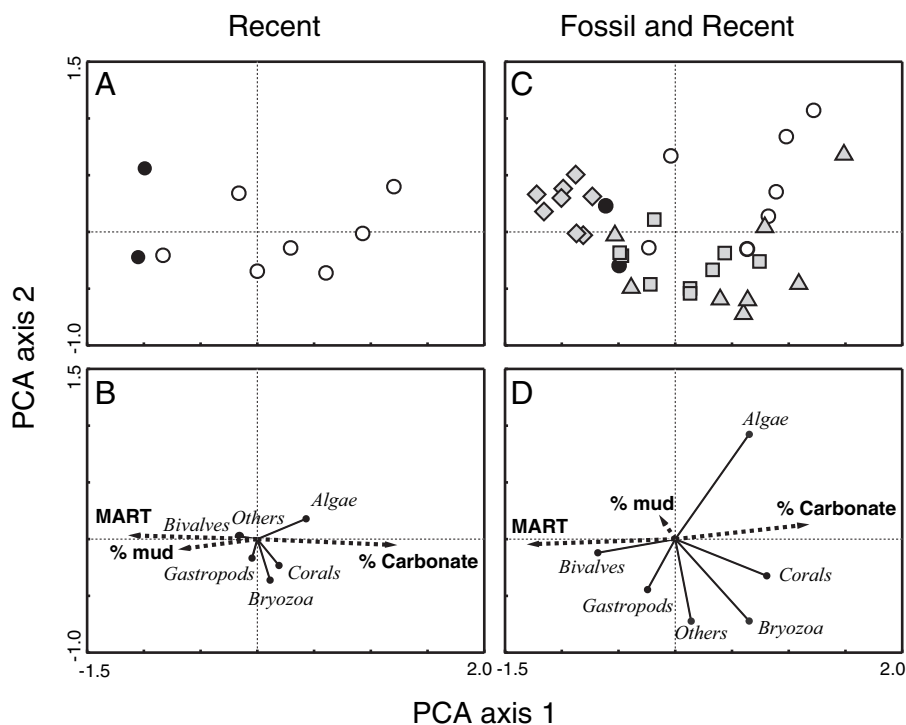 Recent
Fossil and Recent
A
C
1.5
-1.0
PCA axis 2
B
D
1.5
-1.0
MART
Bivalves
Others
Algae
% mud
Gastropods
Corals
Bryozoa
% Carbonate
Algae
% mud
% Carbonate
MART
Bivalves
Gastropods
Others
Bryozoa
Corals
-1.5
2.0
-1.5
2.0
PCA axis 1